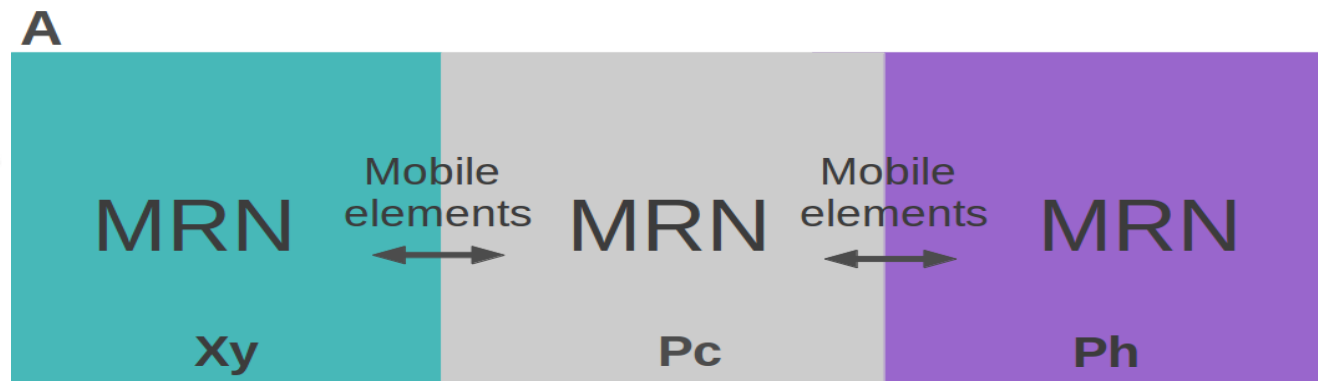 A
Mobile
elements
Mobile
elements
MRN
MRN
MRN
Xy
Pc
Ph